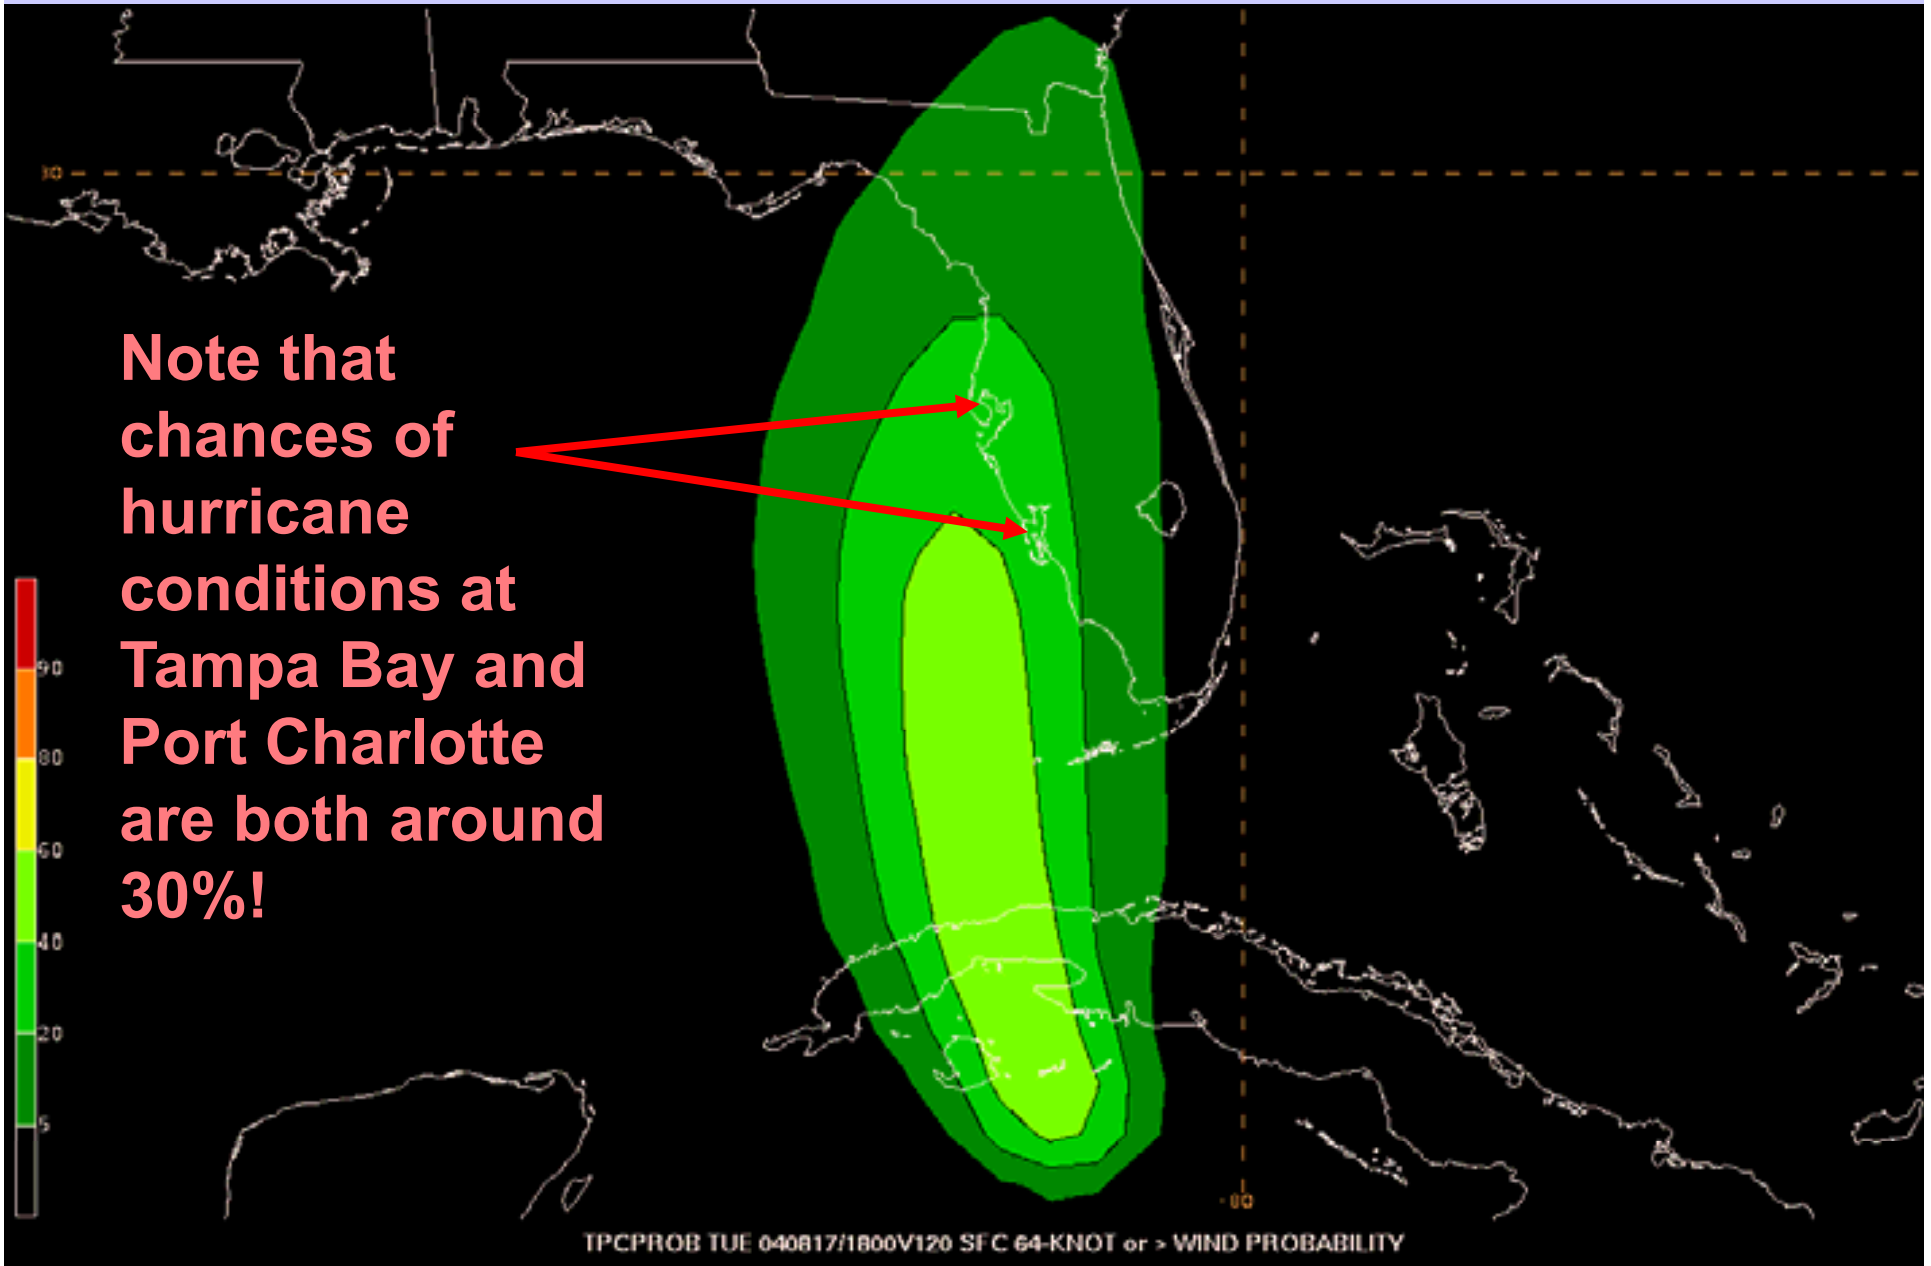 30
Note that
chances of
hurricane
conditions at
Tampa Bay and
Port Charlotte
are both around
30%!
90
80
60
40
20
5
-80
TPCPROB TUE 040817/1800V120 SFC 64-KNOT or > WIND PROBABILITY